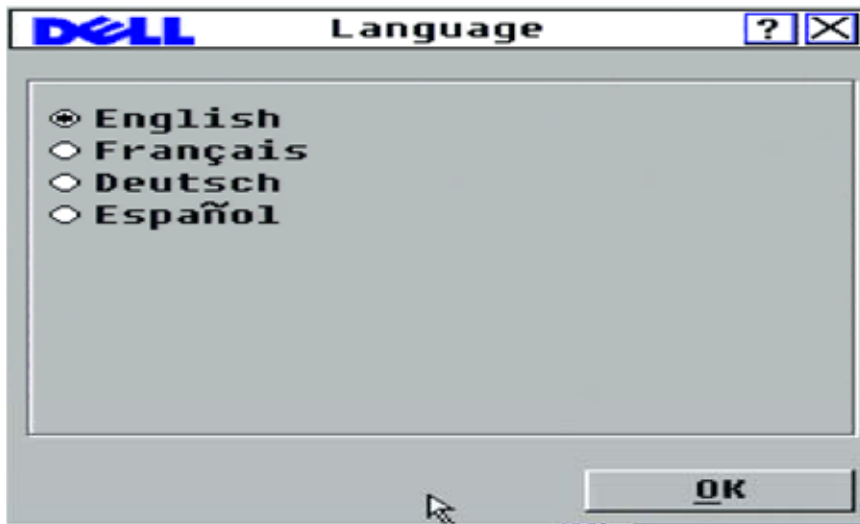 DELL Language ? X
English
Français
Deutsch
Español
OK